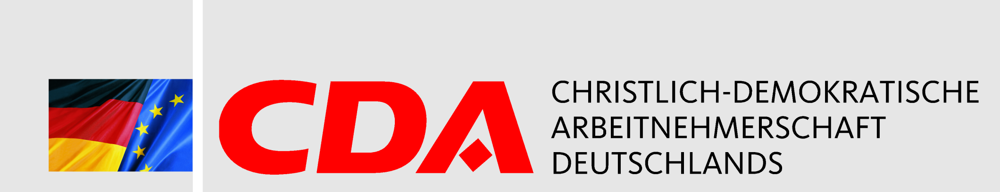 CDA
CHRISTLICH-DEMOKRATISCHE
ARBEITNEHMERSCHAFT
DEUTSCHLANDS